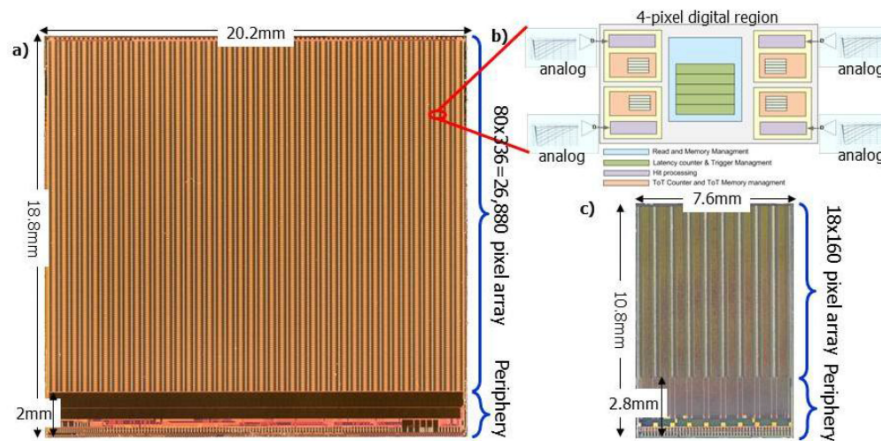 a)
20.2mm
18.8mm
2mm
80x336=26,880 pixel array
Periphery
b)
4-pixel digital region
analog
analog
analog
analog
Read and Memory Managment
Latency counter & Trigger Managment
Hit processing
ToT Counter and ToT Memory managment
c)
7.6mm
10.8mm
2.8mm
18x160 pixel array
Periphery